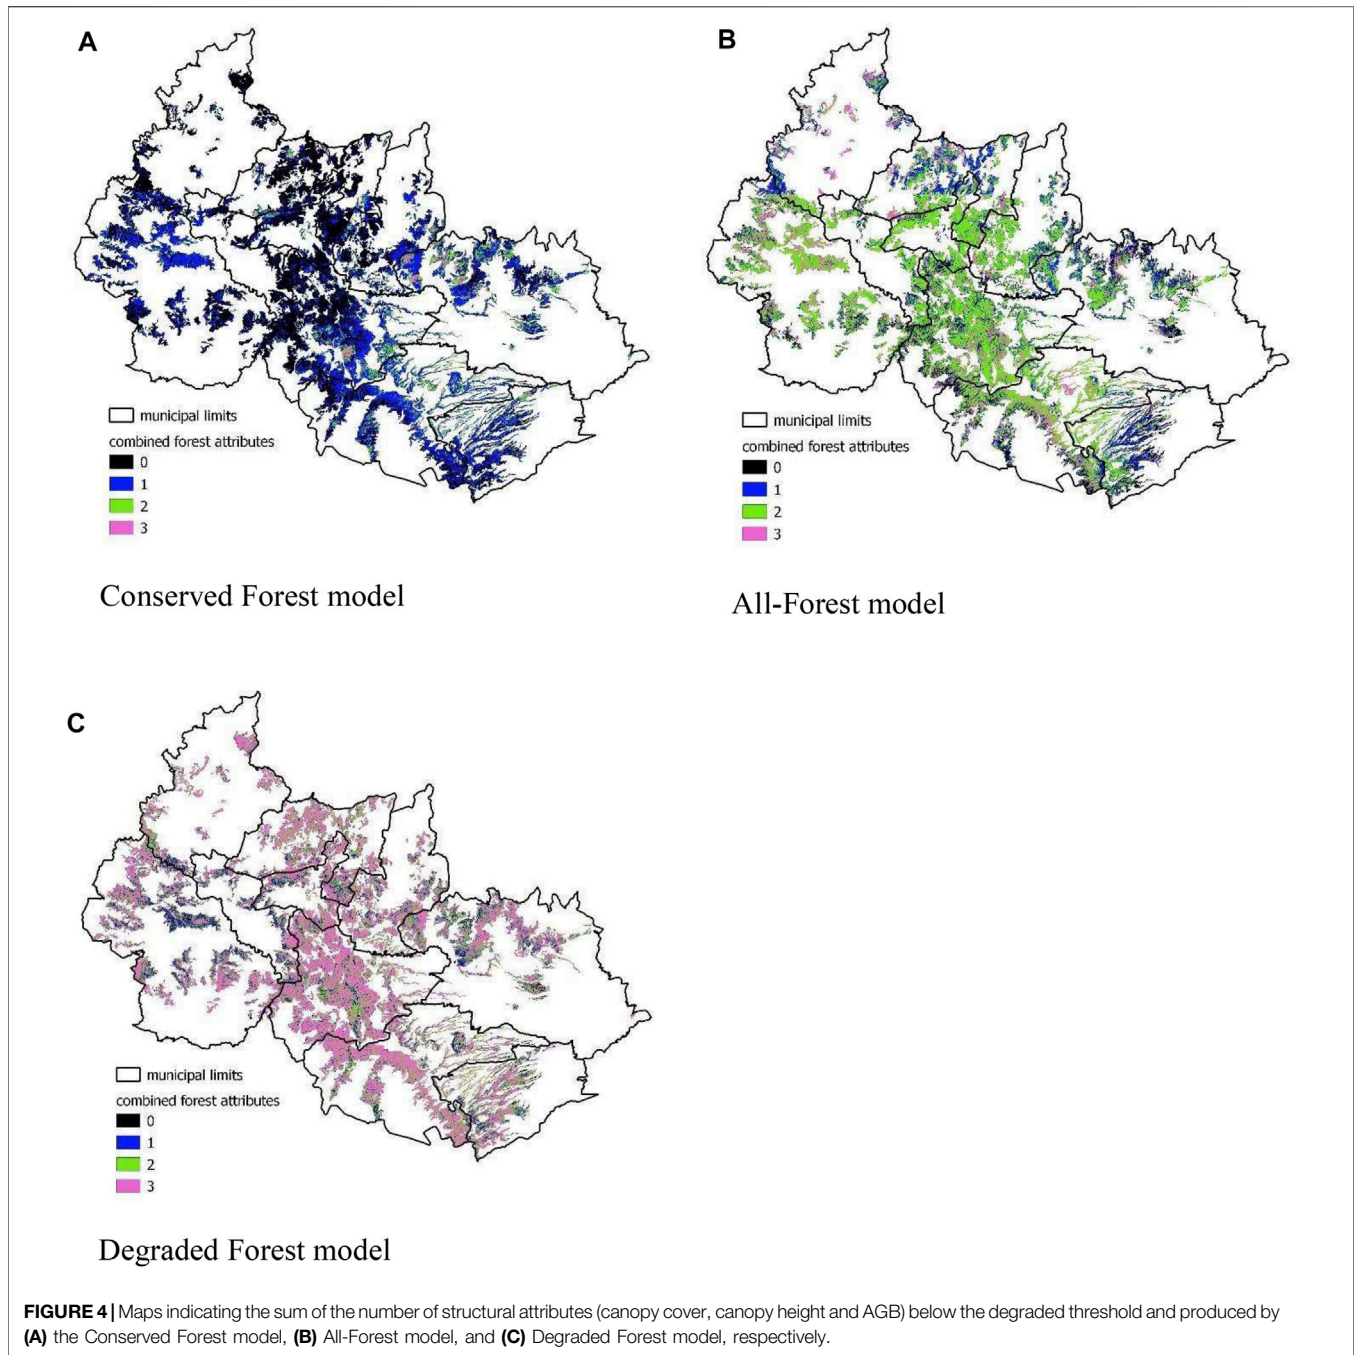 A
municipal limits
combined forest attributes
0
1
2
3
Conserved Forest model
B
municipal limits
combined forest attributes
0
1
2
3
All-Forest model
C
municipal limits
combined forest attributes
0
1
2
3
Degraded Forest model
FIGURE 4 | Maps indicating the sum of the number of structural attributes (canopy cover, canopy height and AGB) below the degraded threshold and produced by
(A) the Conserved Forest model, (B) All-Forest model, and (C) Degraded Forest model, respectively.